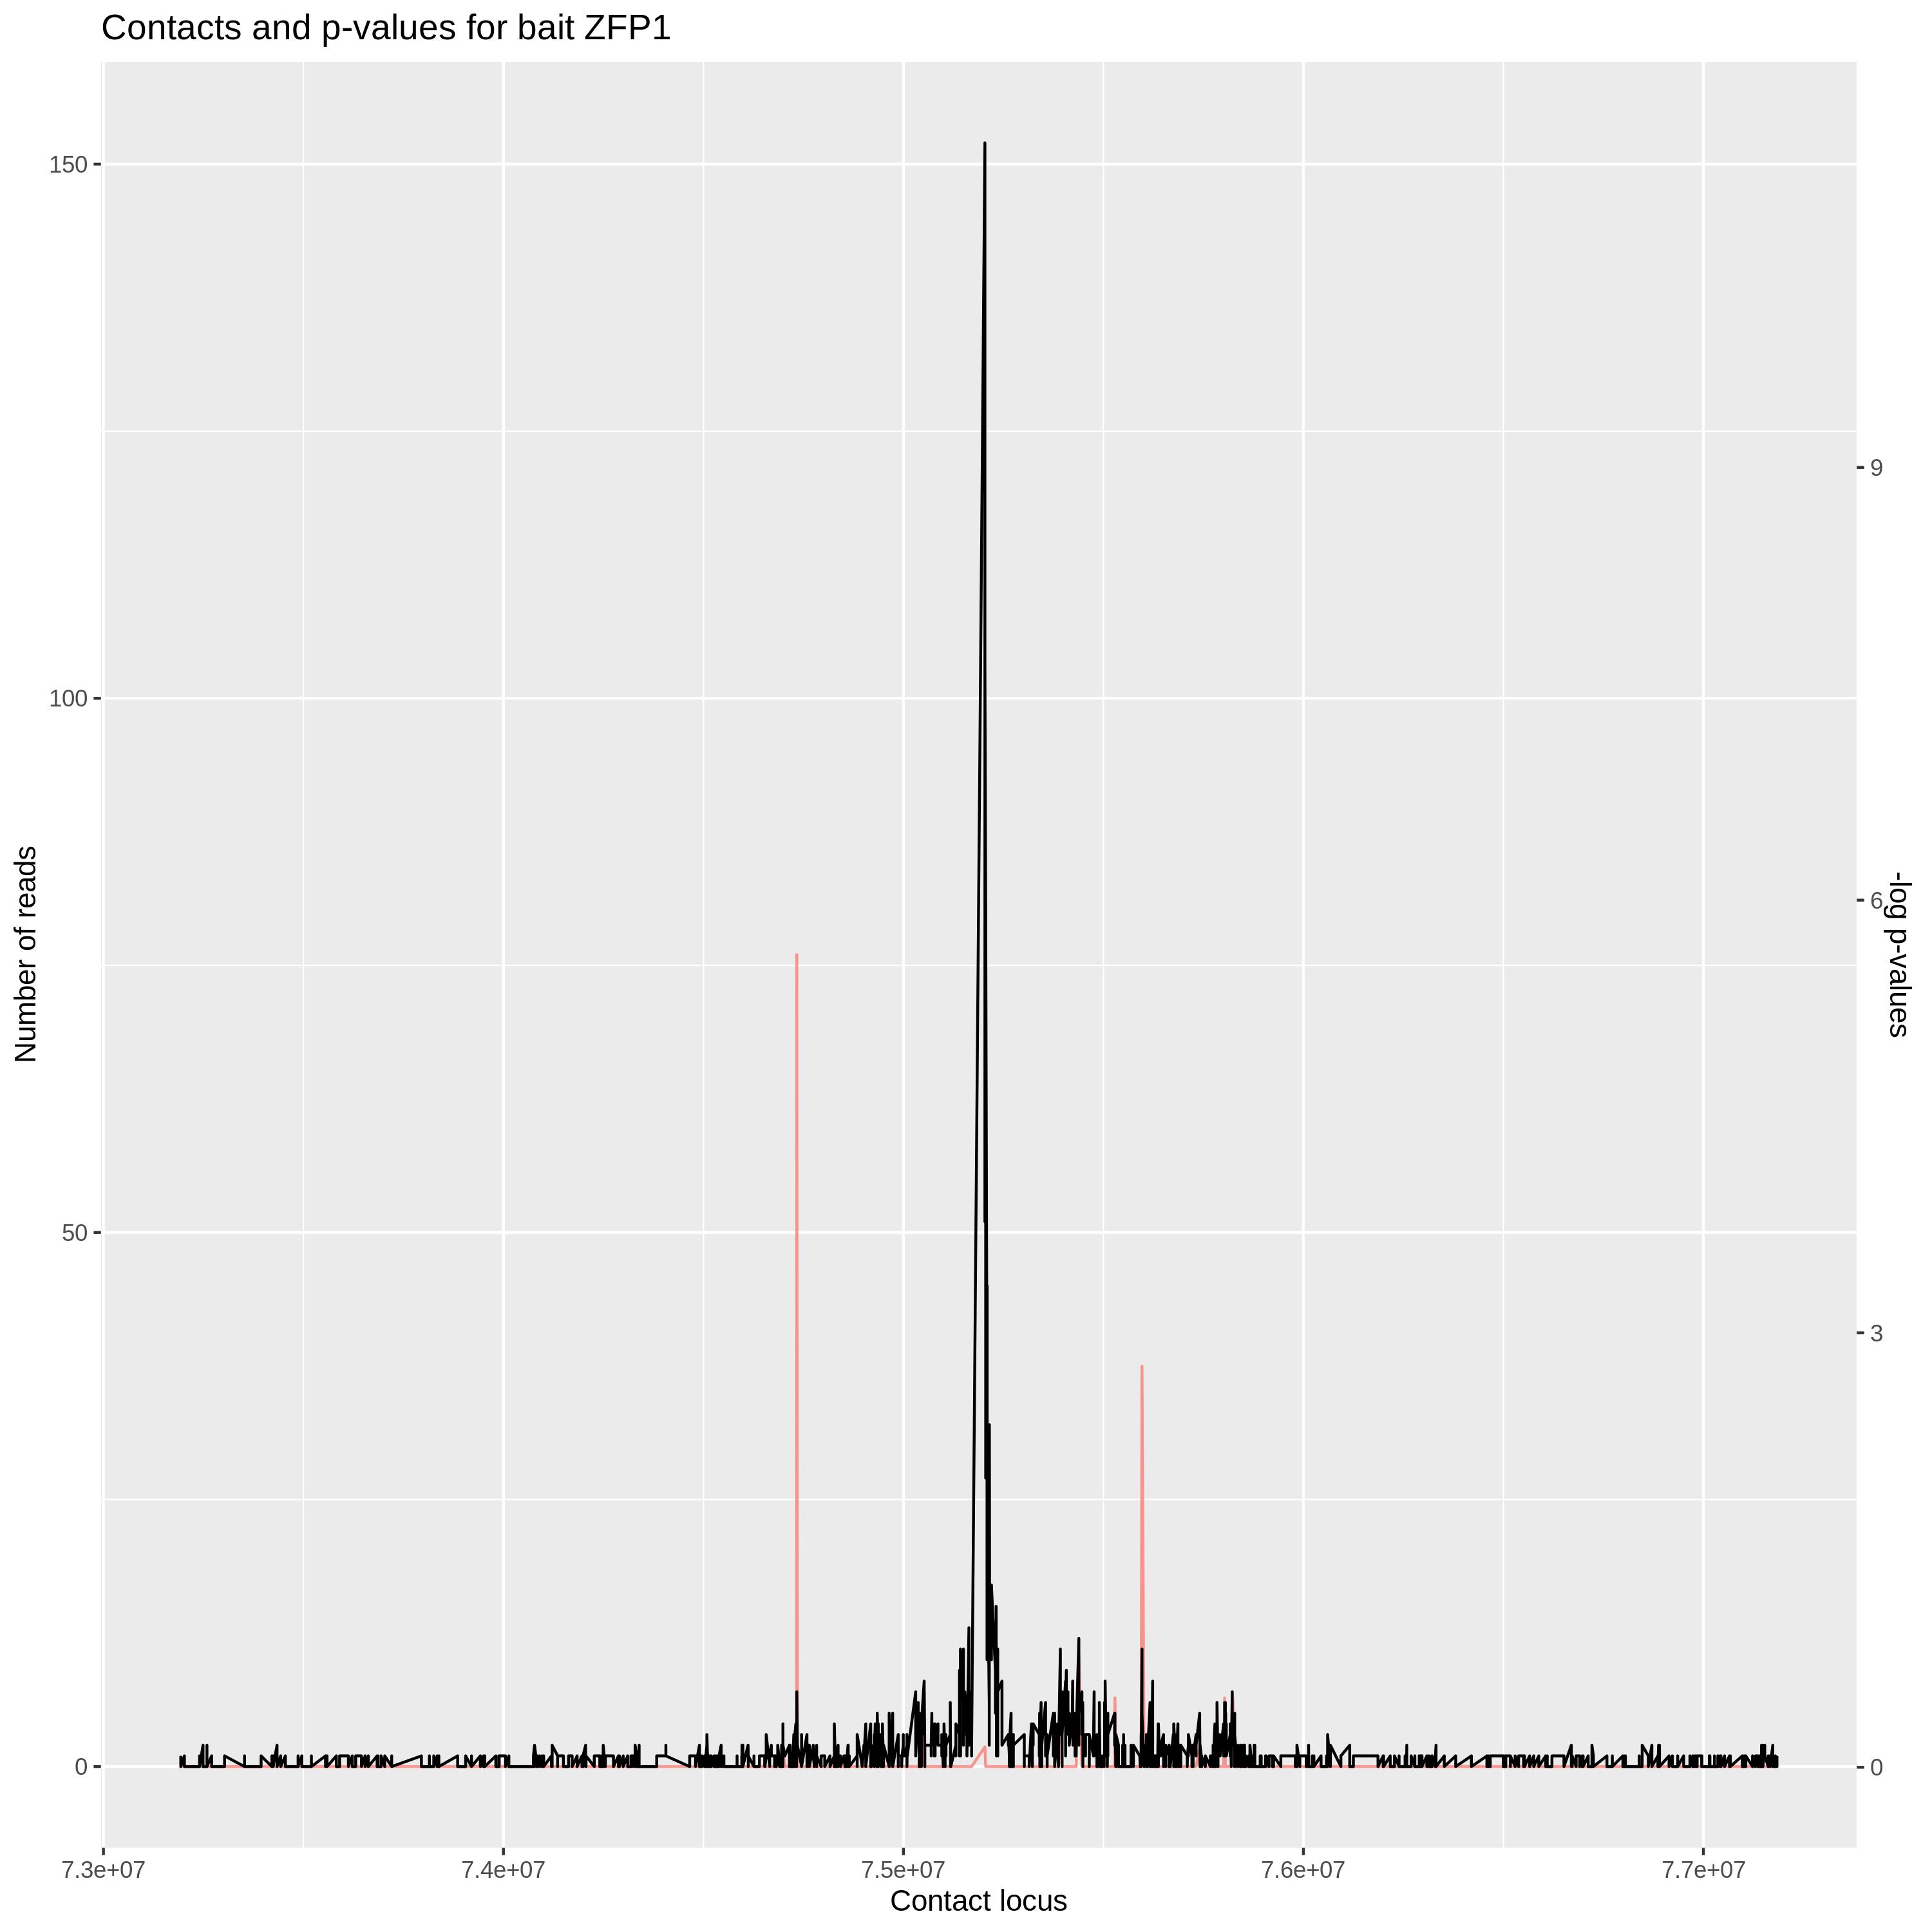 Contacts and p-values for bait ZFP1
150
100
50
0
Number of reads
9
6
3
0
-log p-values
7.3e+07
7.4e+07
7.5e+07
7.6e+07
7.7e+07
Contact locus